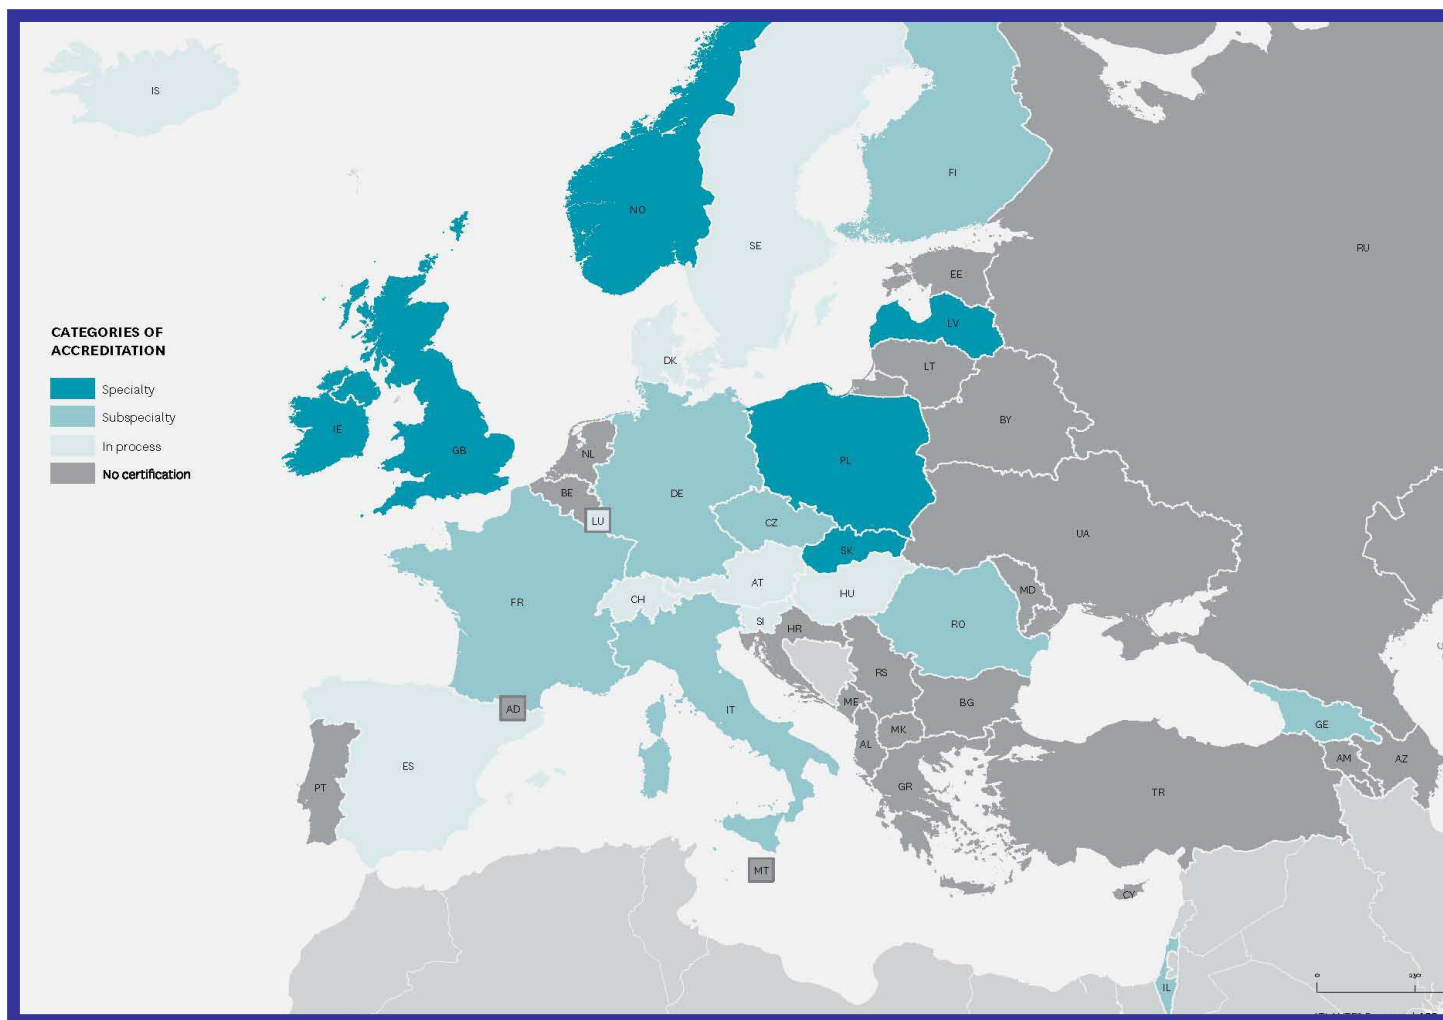 IS
NO
FI
SE
RU
EE
CATEGORIES OF
ACCREDITATION
LV
DK
LT
Specialty
Subspecialty
IE
BY
In process
GB
NL
PL
No certification
BE
DE
LU
CZ
UA
SK
AT
HU
MD
CH
FR
SI
HR
RO
RS
ME
BG
AD
IT
MK
GE
AL
AM
AZ
ES
GR
PT
TR
MT
CY
0
IL